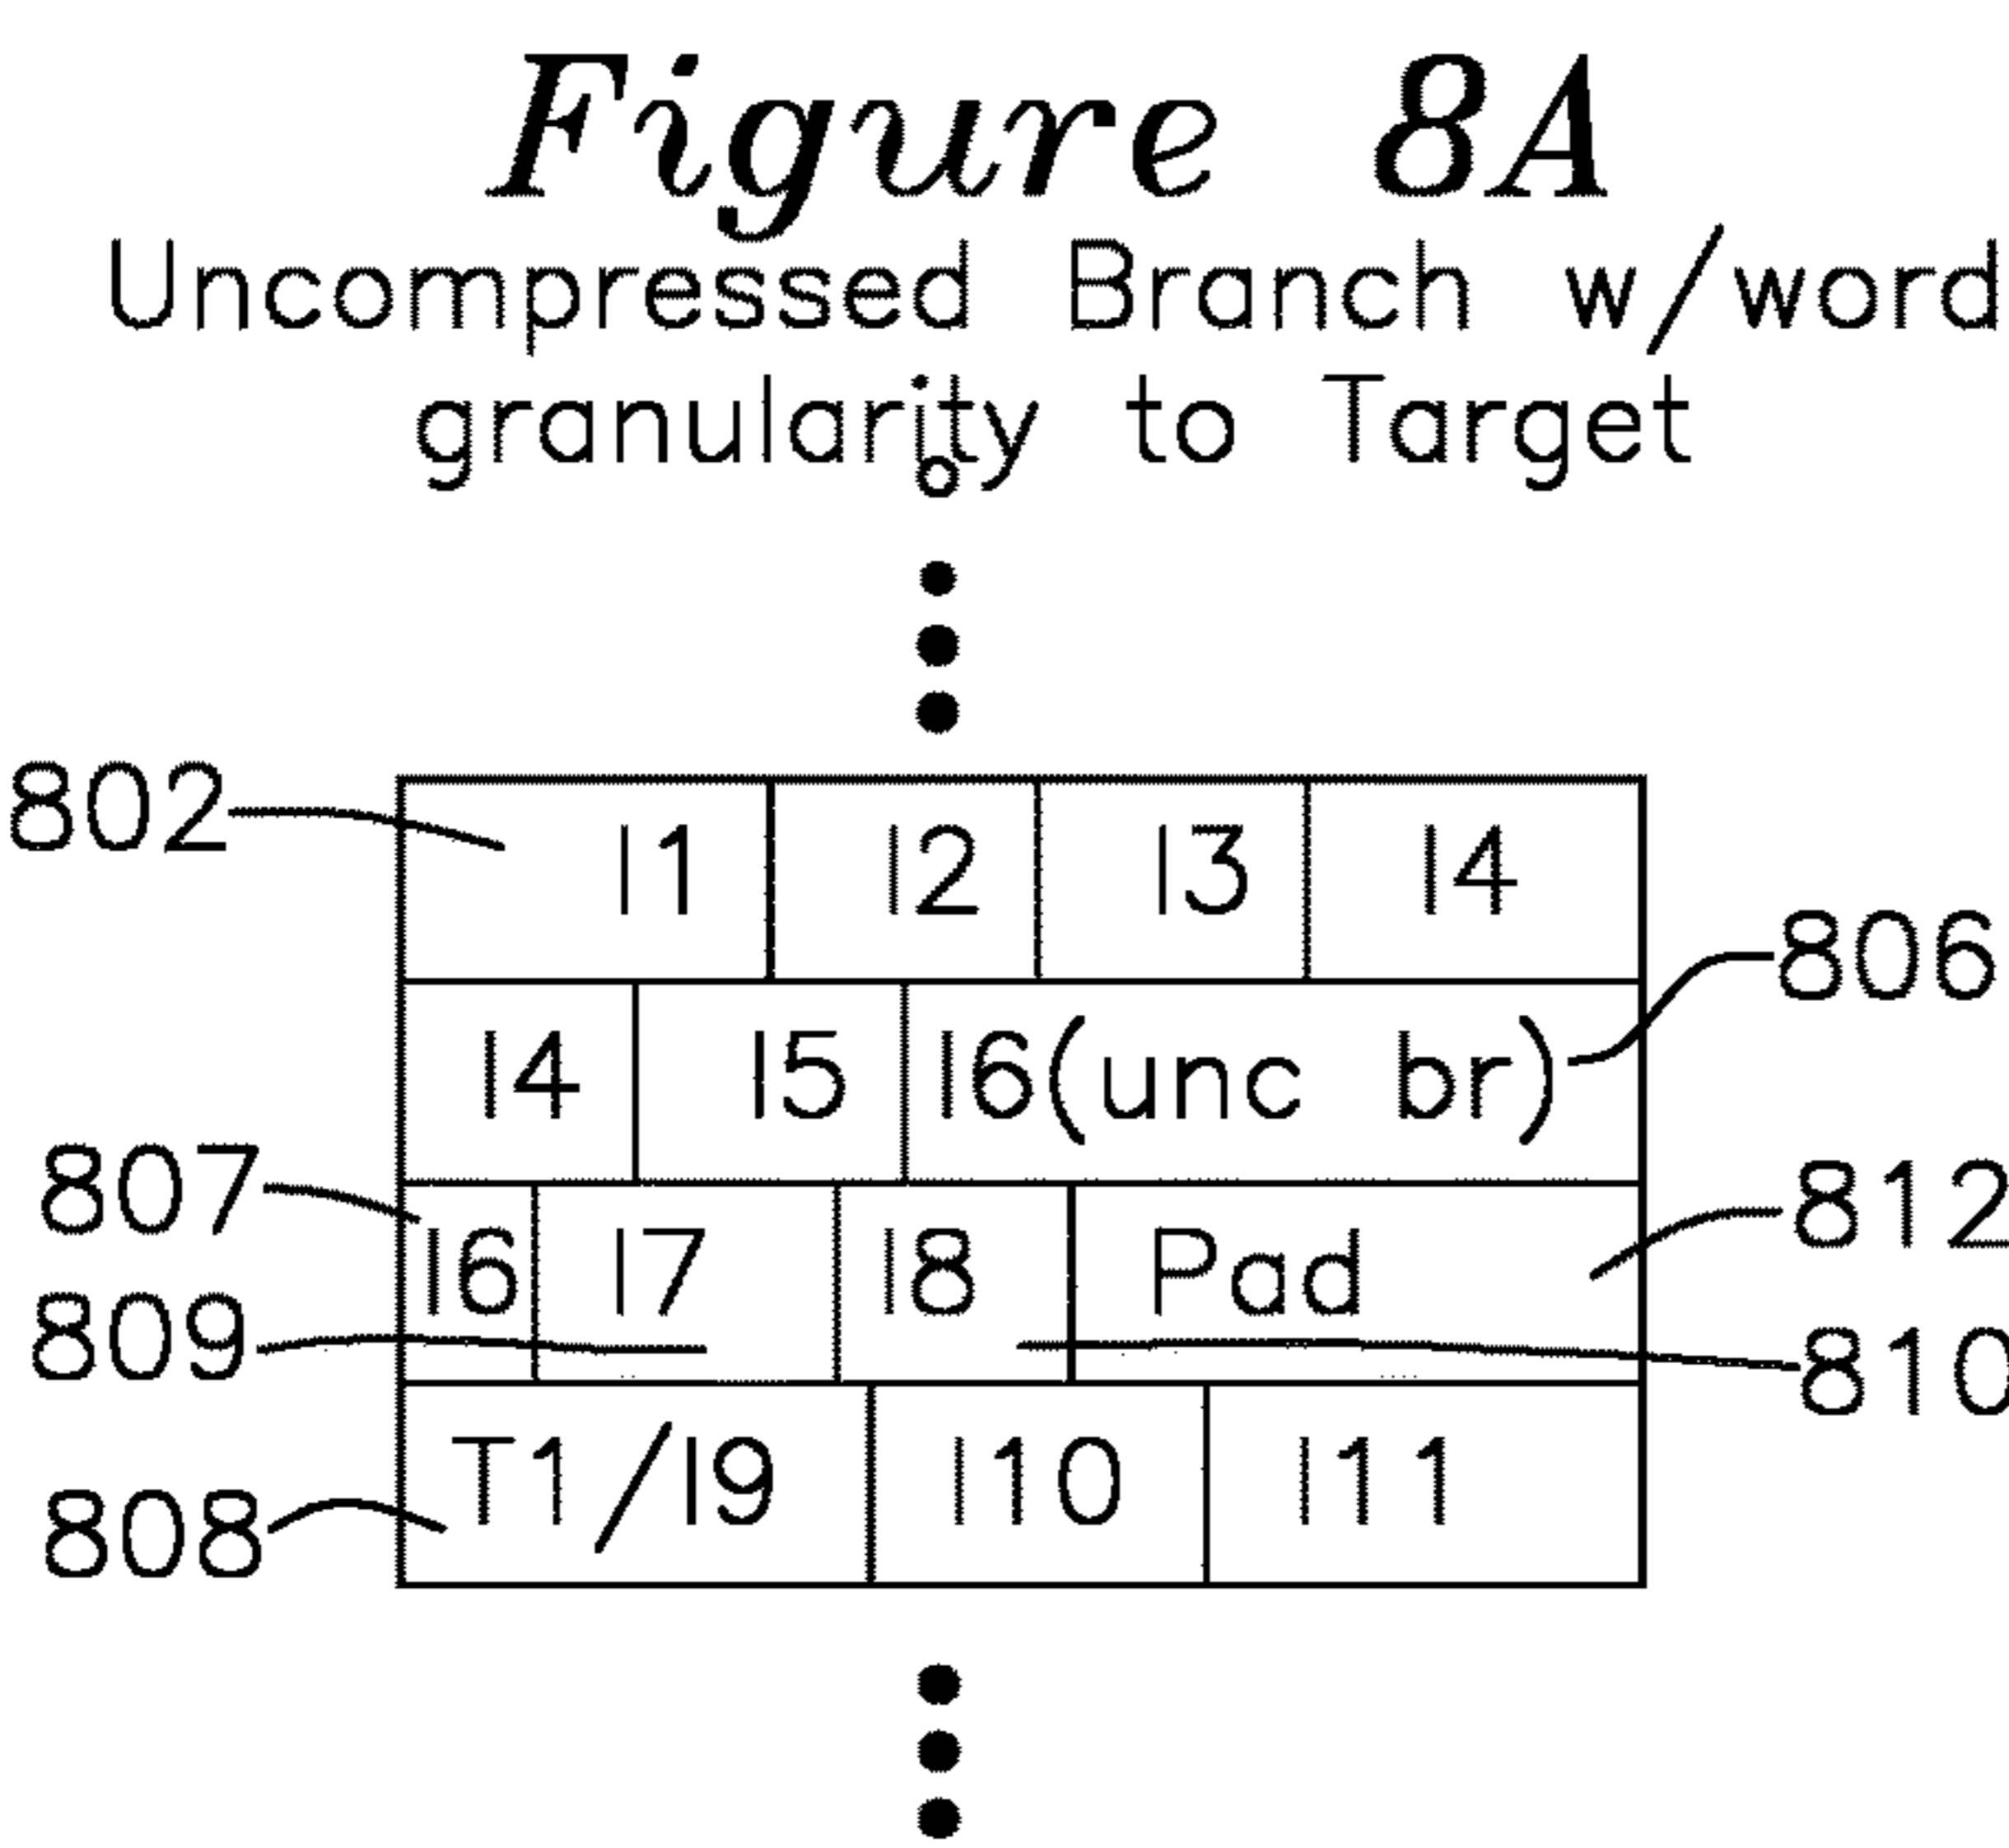 Figure 8A
Uncompressed Branch w/word
granularity to Target
802 I1 I2 I3 I4
I4 I5 I6(unc br) 806
807 I6 I7 I8 Pad 812
809 810
808 T1/I9 I10 I11